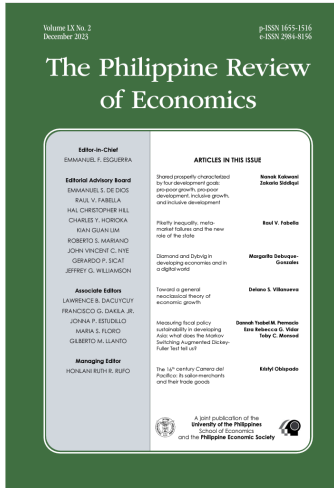 Volume LX No. 2
December 2023
p-ISSN 1655-1516
e-ISSN 2984-8156
The Philippine Review
of Economics
Editor-in-Chief
EMMANUEL F. ESGUERRA
Editorial Advisory Board
EMMANUEL S. DE DIOS
RAUL V. FABELLA
HAL CHRISTOPHER HILL
CHARLES Y. HORIOKA
KIAN GUAN LIM
ROBERTO S. MARIANO
JOHN VINCENT C. NYE
GERARDO P. SICAT
JEFFREY G. WILLIAMSON
Associate Editors
LAWRENCE B. DACUYCUY
FRANCISCO G. DAKILA JR.
JONNA P. ESTUDILLO
MARIA S. FLORO
GILBERTO M. LLANTO
Managing Editor
HONLANI RUTH R. RUFO
ARTICLES IN THIS ISSUE
Shared prosperity characterized
by four development goals:
pro-poor growth, pro-poor
development, inclusive growth,
and inclusive development
Nanak Kakwani
Zakaria Siddiqui
Piketty inequality, meta-
market failures and the new
role of the state
Raul V. Fabella
Diamond and Dybvig in
developing economies and in
a digital world
Margarita Debuque-
Gonzales
Toward a general
neoclassical theory of
economic growth
Delano S. Villanueva
Measuring fiscal policy
sustainability in developing
Asia: what does the Markov
Switching Augmented Dickey-
Fuller Test tell us?
Dannah Ysabel M. Premacio
Ezra Rebecca G. Vidar
Toby C. Monsod
The 16th century Carrera del
Pacifico: its sailor-merchants
and their trade goods
Kristyl Obispado
A joint publication of the
University of the Philippines
School of Economics
and the Philippine Economic Society